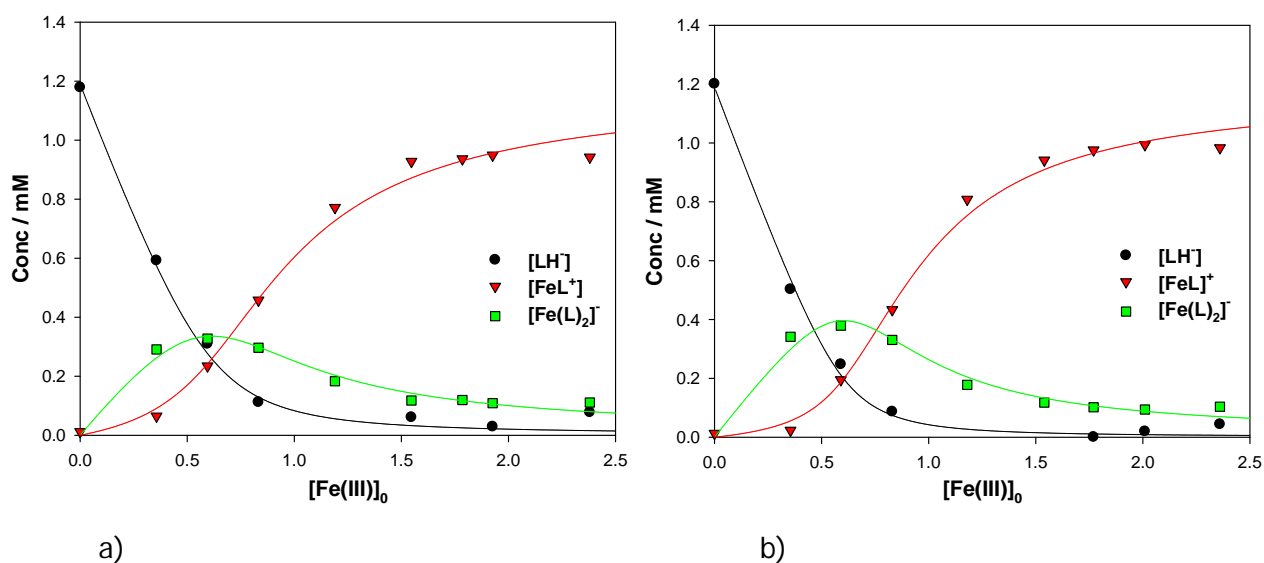 1.4
1.2
1.0
0.8
0.6
0.4
0.2
0.0
Conc / mM
[LH⁻]
[FeL⁺]
[Fe(L)₂]⁻
0.0 0.5 1.0 1.5 2.0 2.5
[Fe(III)]₀
a)
1.4
1.2
1.0
0.8
0.6
0.4
0.2
0.0
Conc / mM
[LH⁻]
[FeL]⁺
[Fe(L)₂]⁻
0.0 0.5 1.0 1.5 2.0 2.5
[Fe(III)]₀
b)